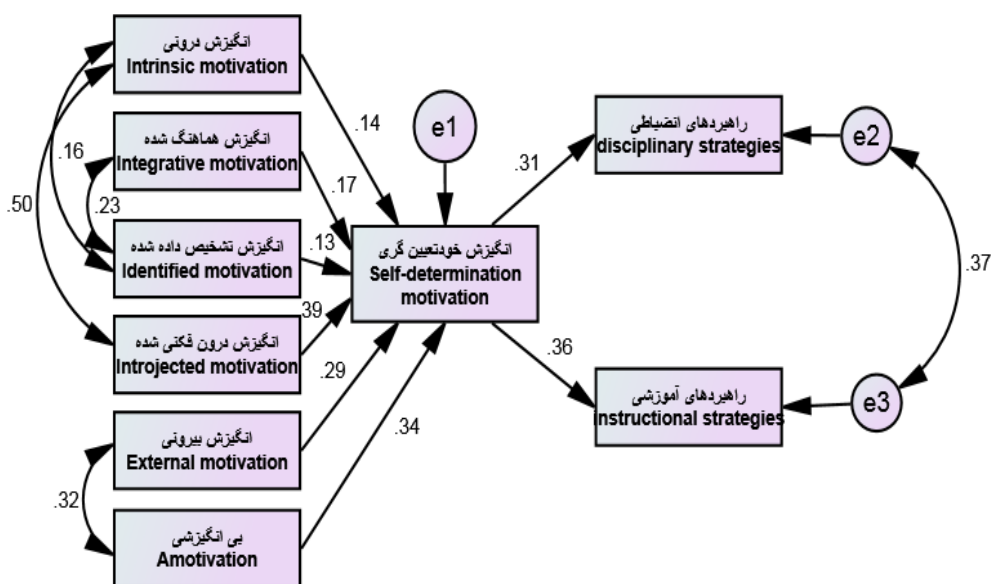 انگیزش درونی
Intrinsic motivation
انگیزش هماهنگ شده
Integrative motivation
انگیزش تشخیص داده شده
Identified motivation
انگیزش درون فکنی شده
Introjected motivation
انگیزش بیرونی
External motivation
بی انگیزشی
Amotivation
.16
.50
.23
.32
.14
.17
.13
.39
.29
.34
e1
انگیزش خودتعیین گری
Self-determination
motivation
.31
.36
راهبردهای انضباطی
disciplinary strategies
راهبردهای آموزشی
instructional strategies
e2
e3
.37